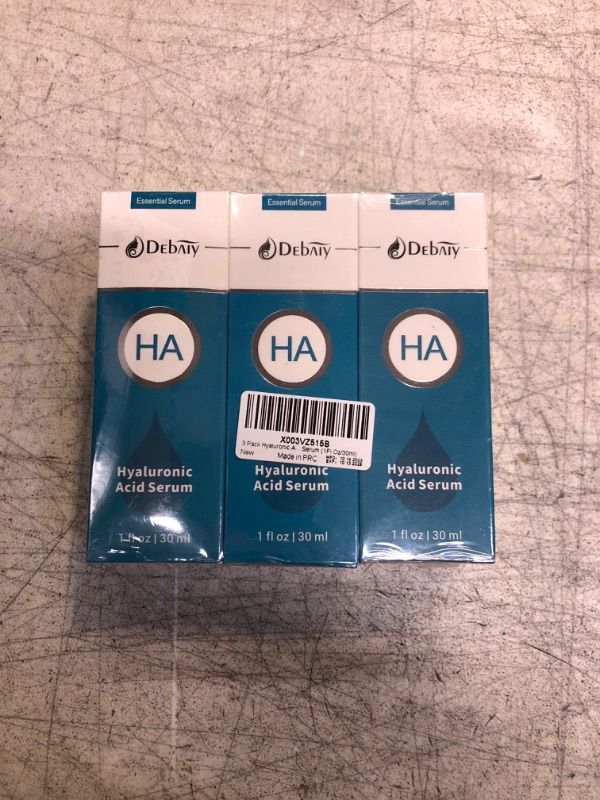 Essential Serum
DEBAIY
HA
Hyaluronic
Acid Serum
1 fl oz | 30 ml
Essential Serum
DEBAIY
HA
X003VZ515B
3 Pack Hyaluronic A... Serum (1Fl Oz/30ml)
New
Made in PRC
Hyaluronic
Acid Serum
1 fl oz | 30 ml
Essential Serum
DEBAIY
HA
Hyaluronic
Acid Serum
1 fl oz | 30 ml